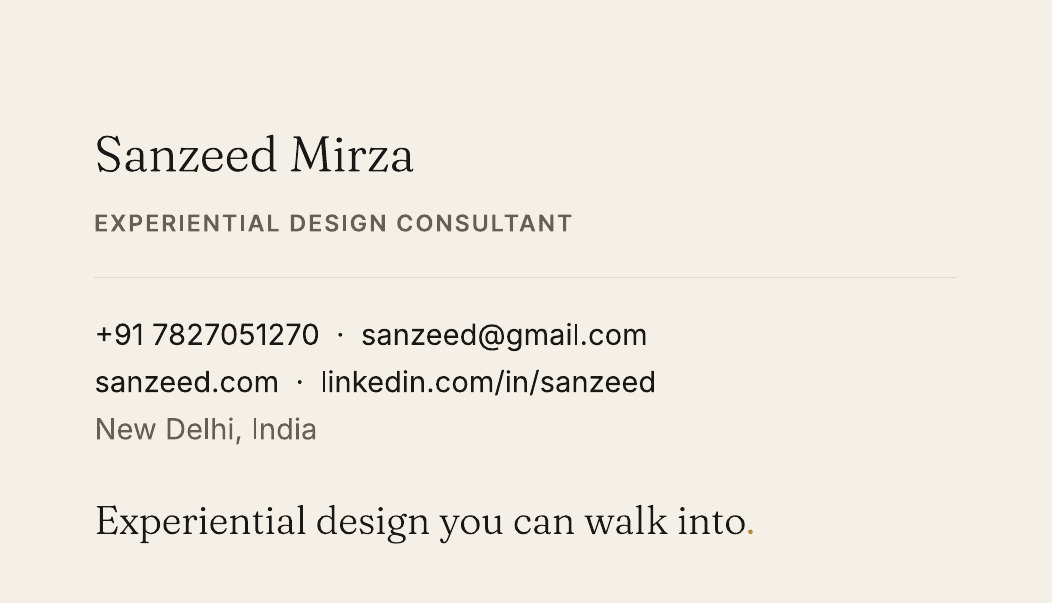 Sanzeed Mirza
EXPERIENTIAL DESIGN CONSULTANT
+91 7827051270 · sanzeed@gmail.com
sanzeed.com · linkedin.com/in/sanzeed
New Delhi, India
Experiential design you can walk into.